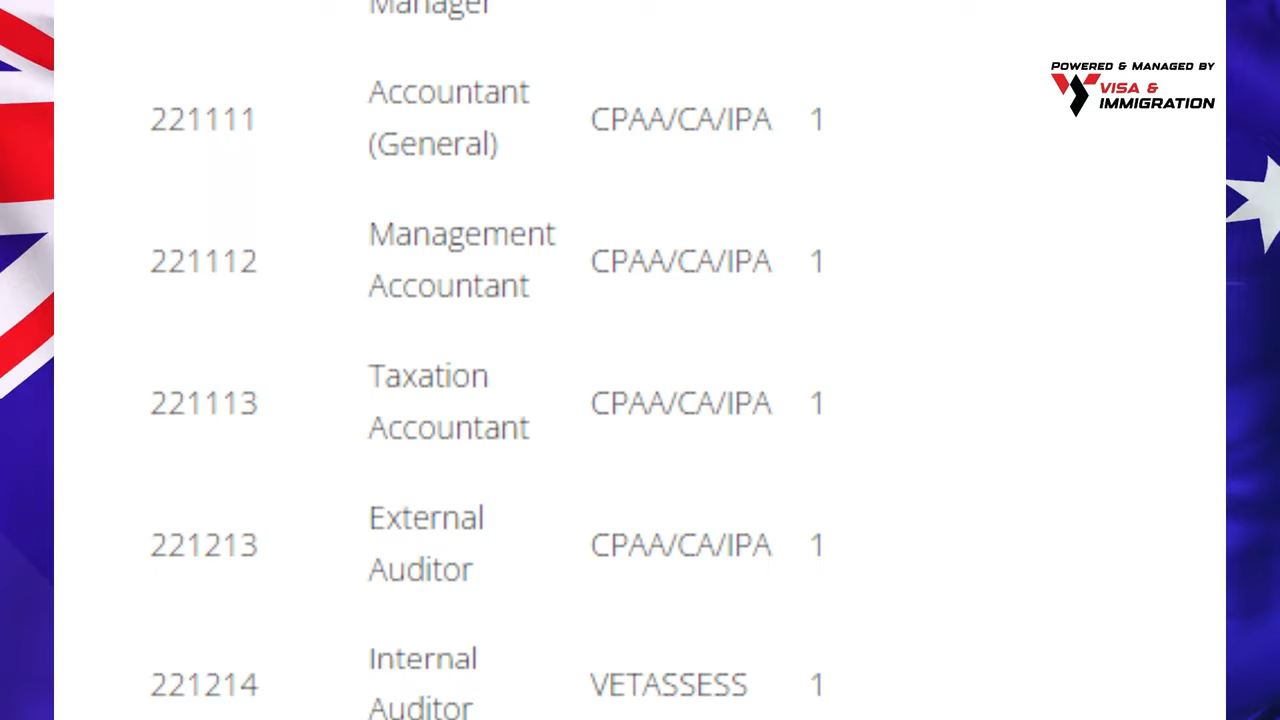 Manager
POWERED & MANAGED BY
VISA &
IMMIGRATION
Accountant
221111 CPAA/CA/IPA 1
(General)
Management
221112 CPAA/CA/IPA 1
Accountant
Taxation
221113 CPAA/CA/IPA 1
Accountant
External
221213 CPAA/CA/IPA 1
Auditor
Internal
221214 VETASSESS 1
Auditor